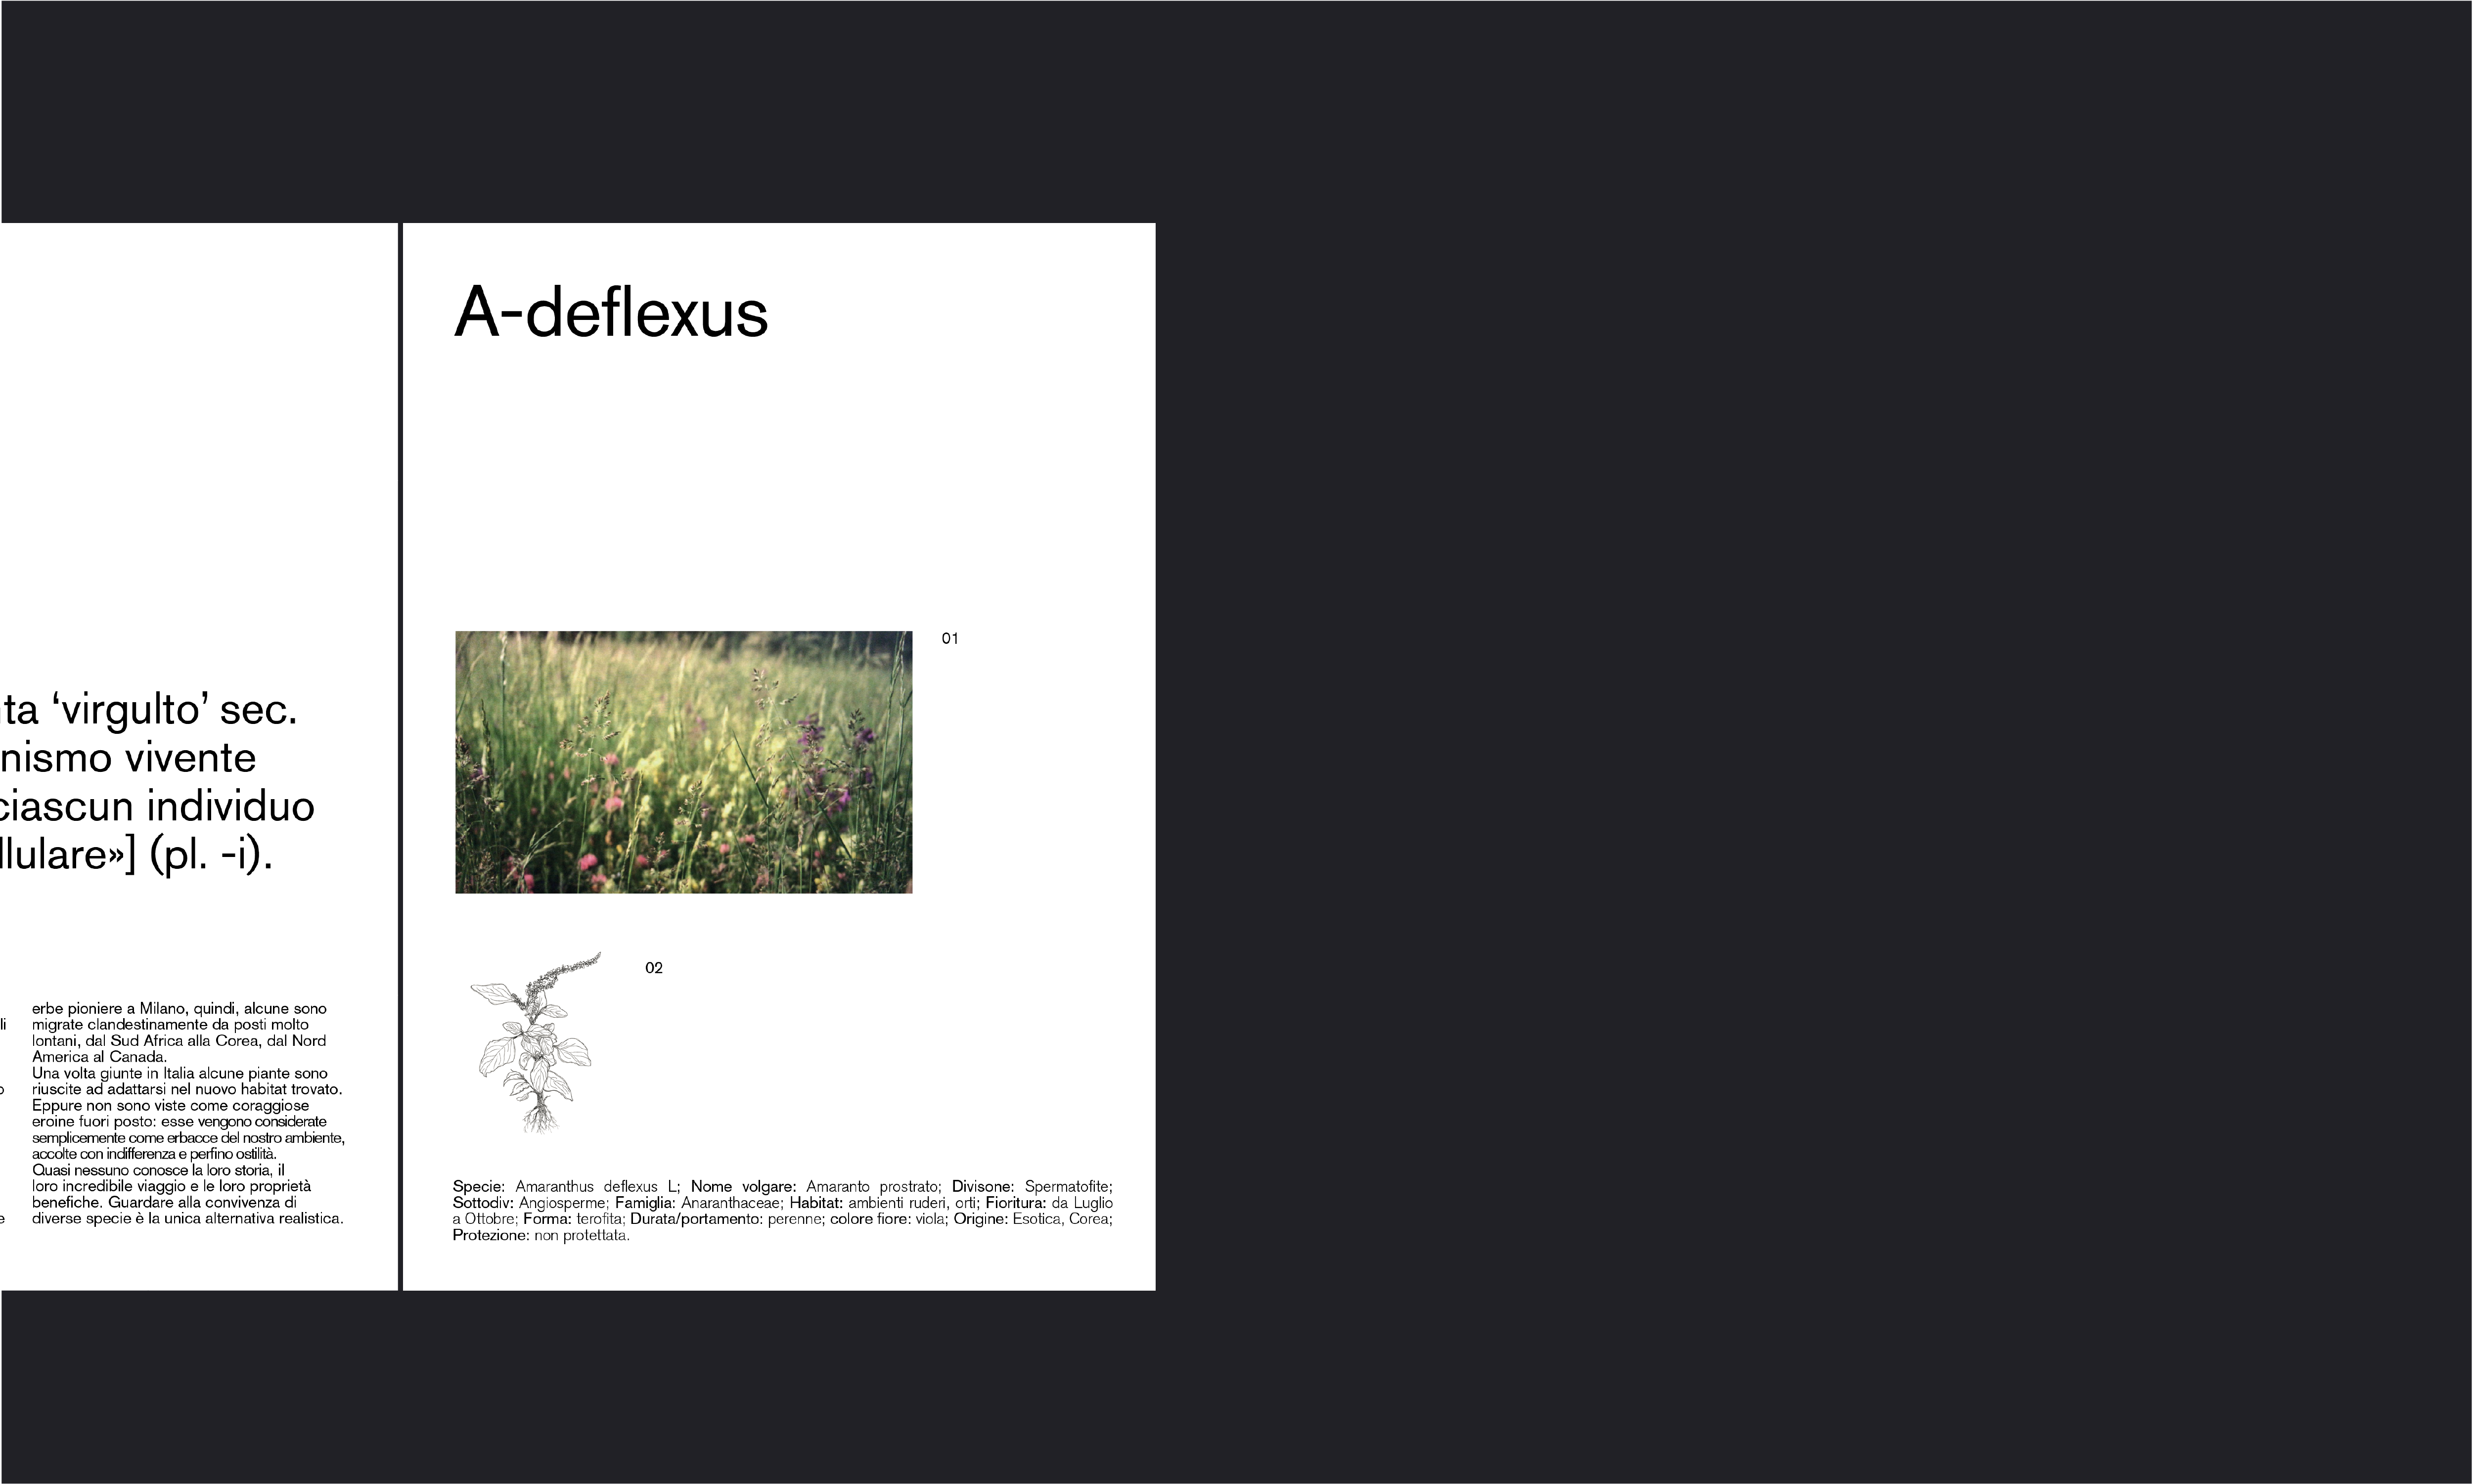 ta ‘virgulto’ sec.
nismo vivente
ciascun individuo
llulare»] (pl. -i).
li
o
e
erbe pioniere a Milano, quindi, alcune sono
migrate clandestinamente da posti molto
lontani, dal Sud Africa alla Corea, dal Nord
America al Canada.
Una volta giunte in Italia alcune piante sono
riuscite ad adattarsi nel nuovo habitat trovato.
Eppure non sono viste come coraggiose
eroine fuori posto: esse vengono considerate
semplicemente come erbacce del nostro ambiente,
accolte con indifferenza e perfino ostilità.
Quasi nessuno conosce la loro storia, il
loro incredibile viaggio e le loro proprietà
benefiche. Guardare alla convivenza di
diverse specie è la unica alternativa realistica.
A-deflexus
01
02
Specie: Amaranthus deflexus L; Nome volgare: Amaranto prostrato; Divisone: Spermatofite;
Sottodiv: Angiosperme; Famiglia: Anaranthaceae; Habitat: ambienti ruderi, orti; Fioritura: da Luglio
a Ottobre; Forma: terofita; Durata/portamento: perenne; colore fiore: viola; Origine: Esotica, Corea;
Protezione: non protettata.